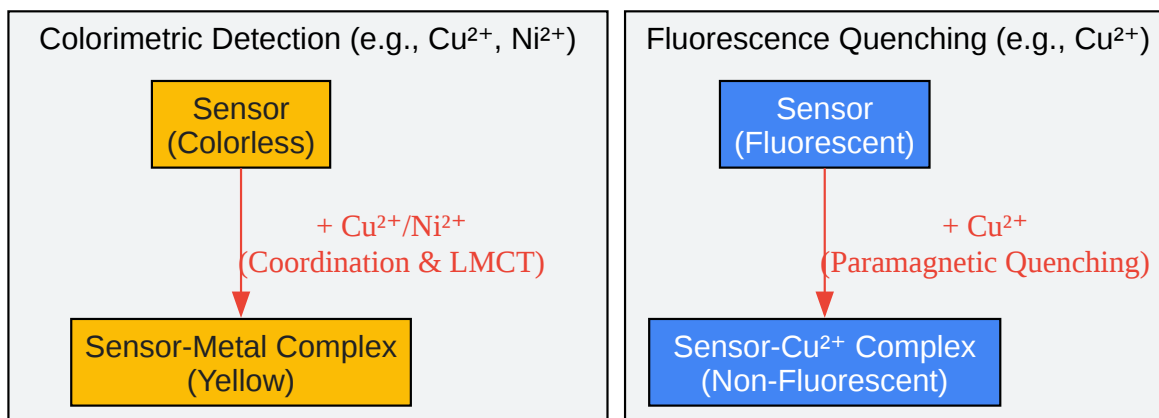 Colorimetric Detection (e.g., Cu²⁺, Ni²⁺)
Sensor
(Colorless)
+ Cu²⁺/Ni²⁺
(Coordination & LMCT)
Sensor-Metal Complex
(Yellow)
Fluorescence Quenching (e.g., Cu²⁺)
Sensor
(Fluorescent)
+ Cu²⁺
(Paramagnetic Quenching)
Sensor-Cu²⁺ Complex
(Non-Fluorescent)